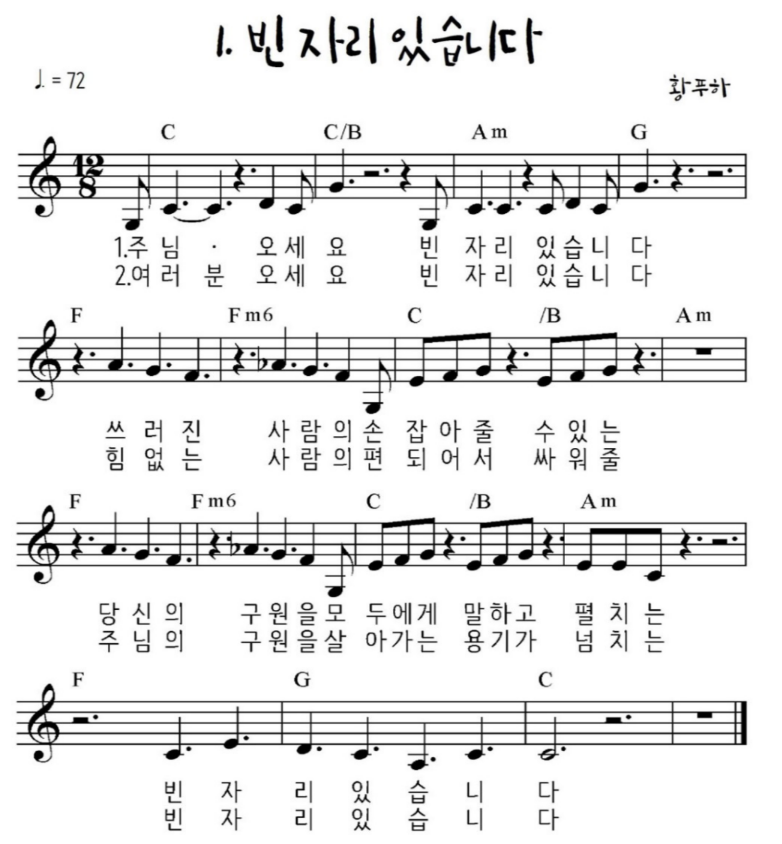 1. 빈 자리 있습니다
♩. = 72
황푸하
12/8
C C/B Am G
1.주 님 · 오 세 요 빈 자 리 있 습 니 다
2.여 러 분 오 세 요 빈 자 리 있 습 니 다
F Fm6 C /B Am
쓰 러 진 사 람 의 손 잡 아 줄 수 있 는
힘 없 는 사 람 의 편 되 어 서 싸 워 줄
F Fm6 C /B Am
당 신 의 구 원 을 모 두 에 게 말 하 고 펼 치 는
주 님 의 구 원 을 살 아 가 는 용 기 가 넘 치 는
F G C
빈 자 리 있 습 니 다
빈 자 리 있 습 니 다